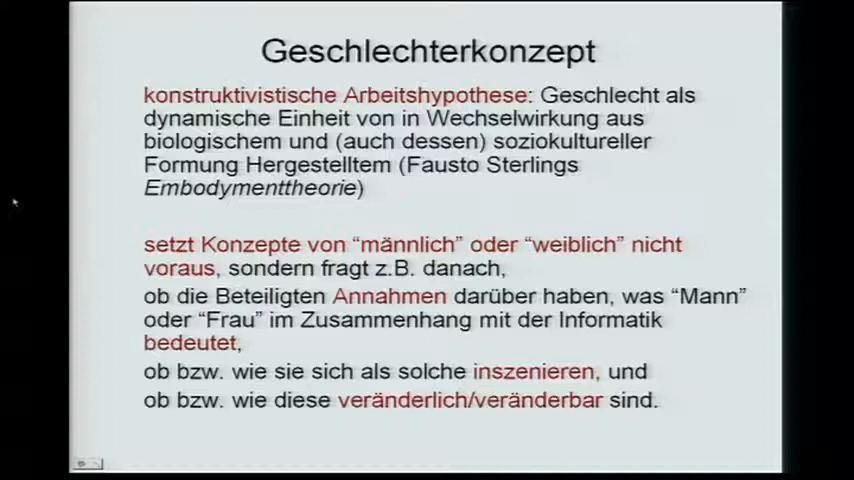 Geschlechterkonzept
konstruktivistische Arbeitshypothese: Geschlecht als
dynamische Einheit von in Wechselwirkung aus
biologischem und (auch dessen) soziokultureller
Formung Hergestelltem (Fausto Sterlings
Embodymenttheorie)
setzt Konzepte von “männlich” oder “weiblich” nicht
voraus, sondern fragt z.B. danach,
ob die Beteiligten Annahmen darüber haben, was “Mann”
oder “Frau” im Zusammenhang mit der Informatik
bedeutet,
ob bzw. wie sie sich als solche inszenieren, und
ob bzw. wie diese veränderlich/veränderbar sind.